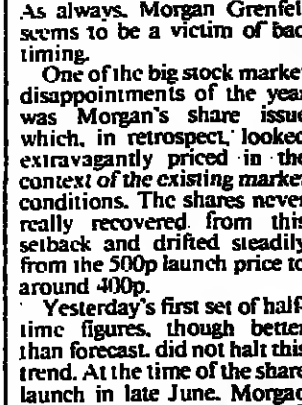 As always, Morgan Grenfel
seems to be a victim of bad
timing.
One of the big stock marke
disappointments of the yea
was Morgan's share issue
which, in retrospect, looked
extravagantly priced in the
context of the existing marke
conditions. The shares never
really recovered from this
setback and drifted steadily
from the 500p launch price to
around 400p.
Yesterday's first set of half-
time figures, though better
than forecast, did not halt this
trend. At the time of the share
launch in late June, Morgan